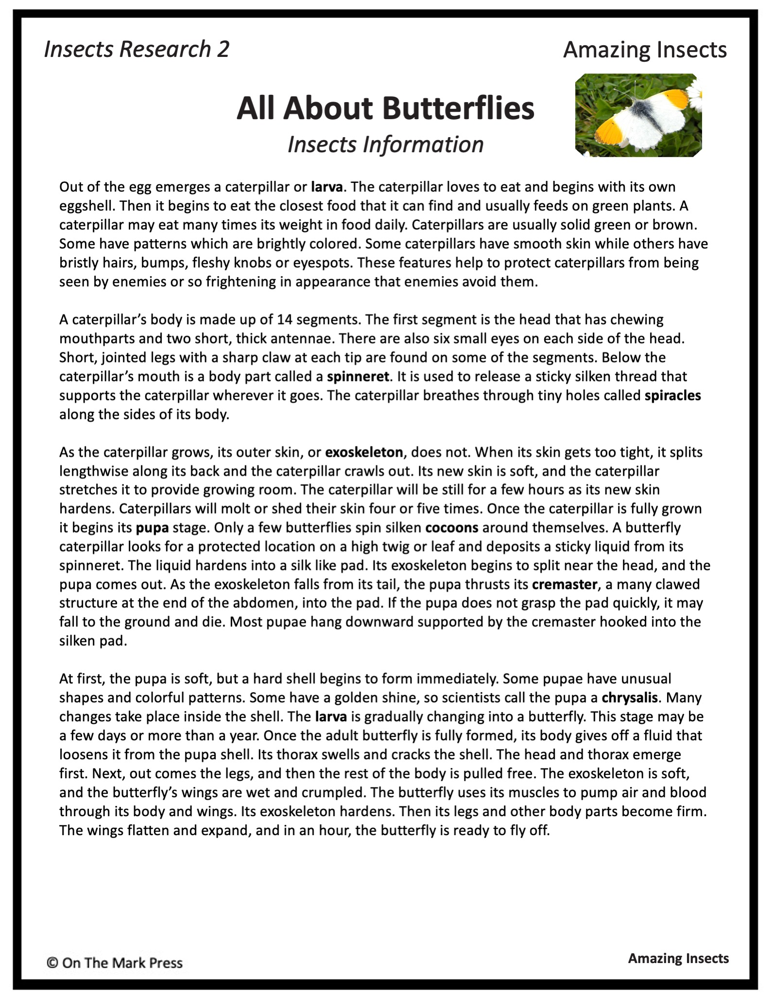 Insects Research 2
Amazing Insects
All About Butterflies
Insects Information
Out of the egg emerges a caterpillar or larva. The caterpillar loves to eat and begins with its own
eggshell. Then it begins to eat the closest food that it can find and usually feeds on green plants. A
caterpillar may eat many times its weight in food daily. Caterpillars are usually solid green or brown.
Some have patterns which are brightly colored. Some caterpillars have smooth skin while others have
bristly hairs, bumps, fleshy knobs or eyespots. These features help to protect caterpillars from being
seen by enemies or so frightening in appearance that enemies avoid them.
A caterpillar’s body is made up of 14 segments. The first segment is the head that has chewing
mouthparts and two short, thick antennae. There are also six small eyes on each side of the head.
Short, jointed legs with a sharp claw at each tip are found on some of the segments. Below the
caterpillar’s mouth is a body part called a spinneret. It is used to release a sticky silken thread that
supports the caterpillar wherever it goes. The caterpillar breathes through tiny holes called spiracles
along the sides of its body.
As the caterpillar grows, its outer skin, or exoskeleton, does not. When its skin gets too tight, it splits
lengthwise along its back and the caterpillar crawls out. Its new skin is soft, and the caterpillar
stretches it to provide growing room. The caterpillar will be still for a few hours as its new skin
hardens. Caterpillars will molt or shed their skin four or five times. Once the caterpillar is fully grown
it begins its pupa stage. Only a few butterflies spin silken cocoons around themselves. A butterfly
caterpillar looks for a protected location on a high twig or leaf and deposits a sticky liquid from its
spinneret. The liquid hardens into a silk like pad. Its exoskeleton begins to split near the head, and the
pupa comes out. As the exoskeleton falls from its tail, the pupa thrusts its cremaster, a many clawed
structure at the end of the abdomen, into the pad. If the pupa does not grasp the pad quickly, it may
fall to the ground and die. Most pupae hang downward supported by the cremaster hooked into the
silken pad.
At first, the pupa is soft, but a hard shell begins to form immediately. Some pupae have unusual
shapes and colorful patterns. Some have a golden shine, so scientists call the pupa a chrysalis. Many
changes take place inside the shell. The larva is gradually changing into a butterfly. This stage may be
a few days or more than a year. Once the adult butterfly is fully formed, its body gives off a fluid that
loosens it from the pupa shell. Its thorax swells and cracks the shell. The head and thorax emerge
first. Next, out comes the legs, and then the rest of the body is pulled free. The exoskeleton is soft,
and the butterfly’s wings are wet and crumpled. The butterfly uses its muscles to pump air and blood
through its body and wings. Its exoskeleton hardens. Then its legs and other body parts become firm.
The wings flatten and expand, and in an hour, the butterfly is ready to fly off.
© On The Mark Press
Amazing Insects